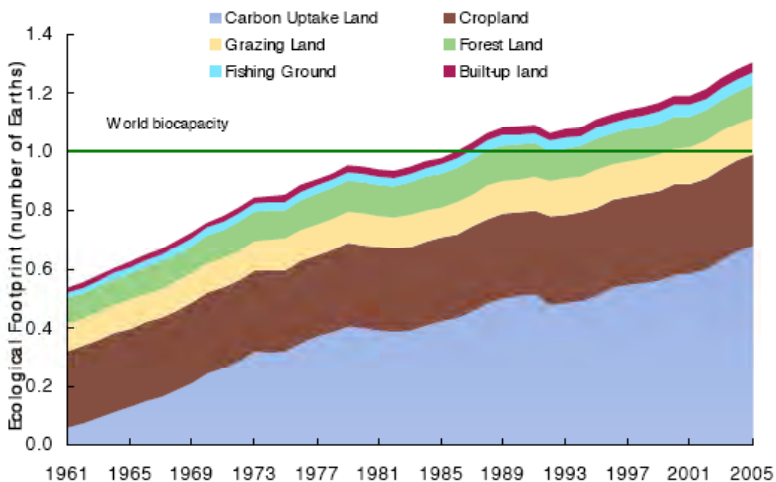 Carbon Uptake Land
Cropland
Grazing Land
Forest Land
Fishing Ground
Built-up land
Ecological Footprint (number of Earths)
1.4
1.2
World biocapacity
1.0
0.8
0.6
0.4
0.2
0.0
1961 1965 1969 1973 1977 1981 1985 1989 1993 1997 2001 2005